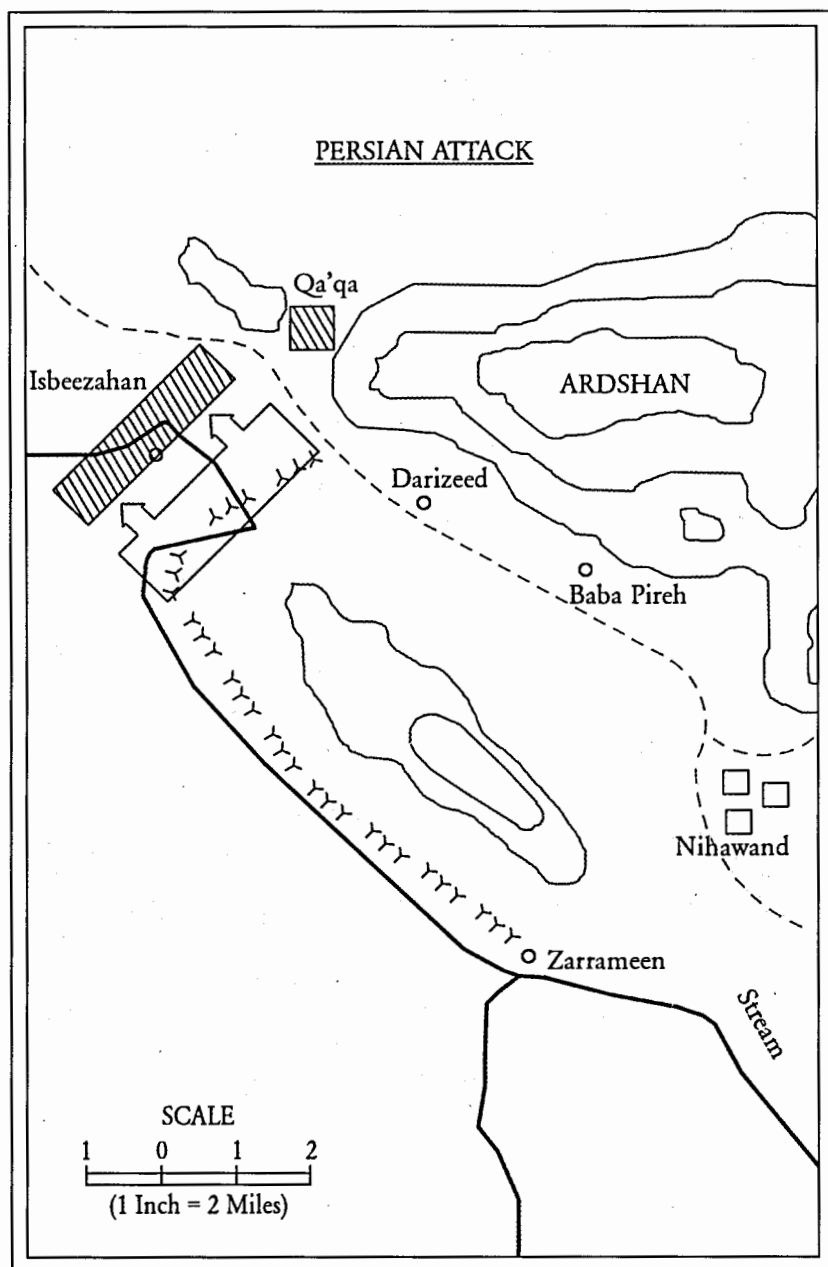 PERSIAN ATTACK
Qa'qa
Isbeezahan
ARDSHAN
Darizeed
Baba Pireh
Nihawand
Zarrameen
Stream
SCALE
1 0 1 2
(1 Inch = 2 Miles)